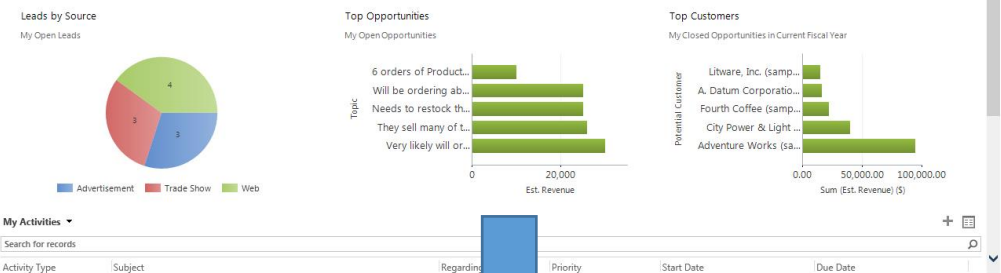 Leads by Source
My Open Leads
4
3
3
Advertisement Trade Show Web
Top Opportunities
My Open Opportunities
Topic
6 orders of Product...
Will be ordering ab...
Needs to restock th...
They sell many of t...
Very likely will or...
0 20,000
Est. Revenue
Top Customers
My Closed Opportunities in Current Fiscal Year
Potential Customer
Litware, Inc. (samp...
A. Datum Corporatio...
Fourth Coffee (samp...
City Power & Light ...
Adventure Works (sa...
0.00 50,000.00 100,000.00
Sum (Est. Revenue) ($)
My Activities
Search for records
Activity Type Subject Regarding Priority Start Date Due Date